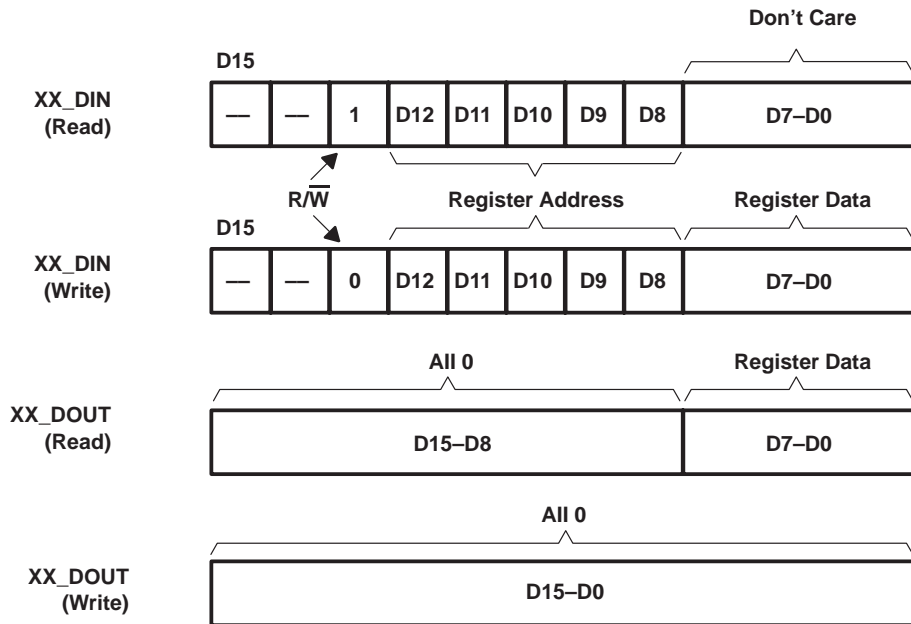 Don't Care
D15
XX_DIN
(Read)
— — 1 D12 D11 D10 D9 D8 D7–D0
R/W̅
Register Address Register Data
D15
XX_DIN
(Write)
— — 0 D12 D11 D10 D9 D8 D7–D0
All 0 Register Data
XX_DOUT
(Read)
D15–D8 D7–D0
All 0
XX_DOUT
(Write)
D15–D0